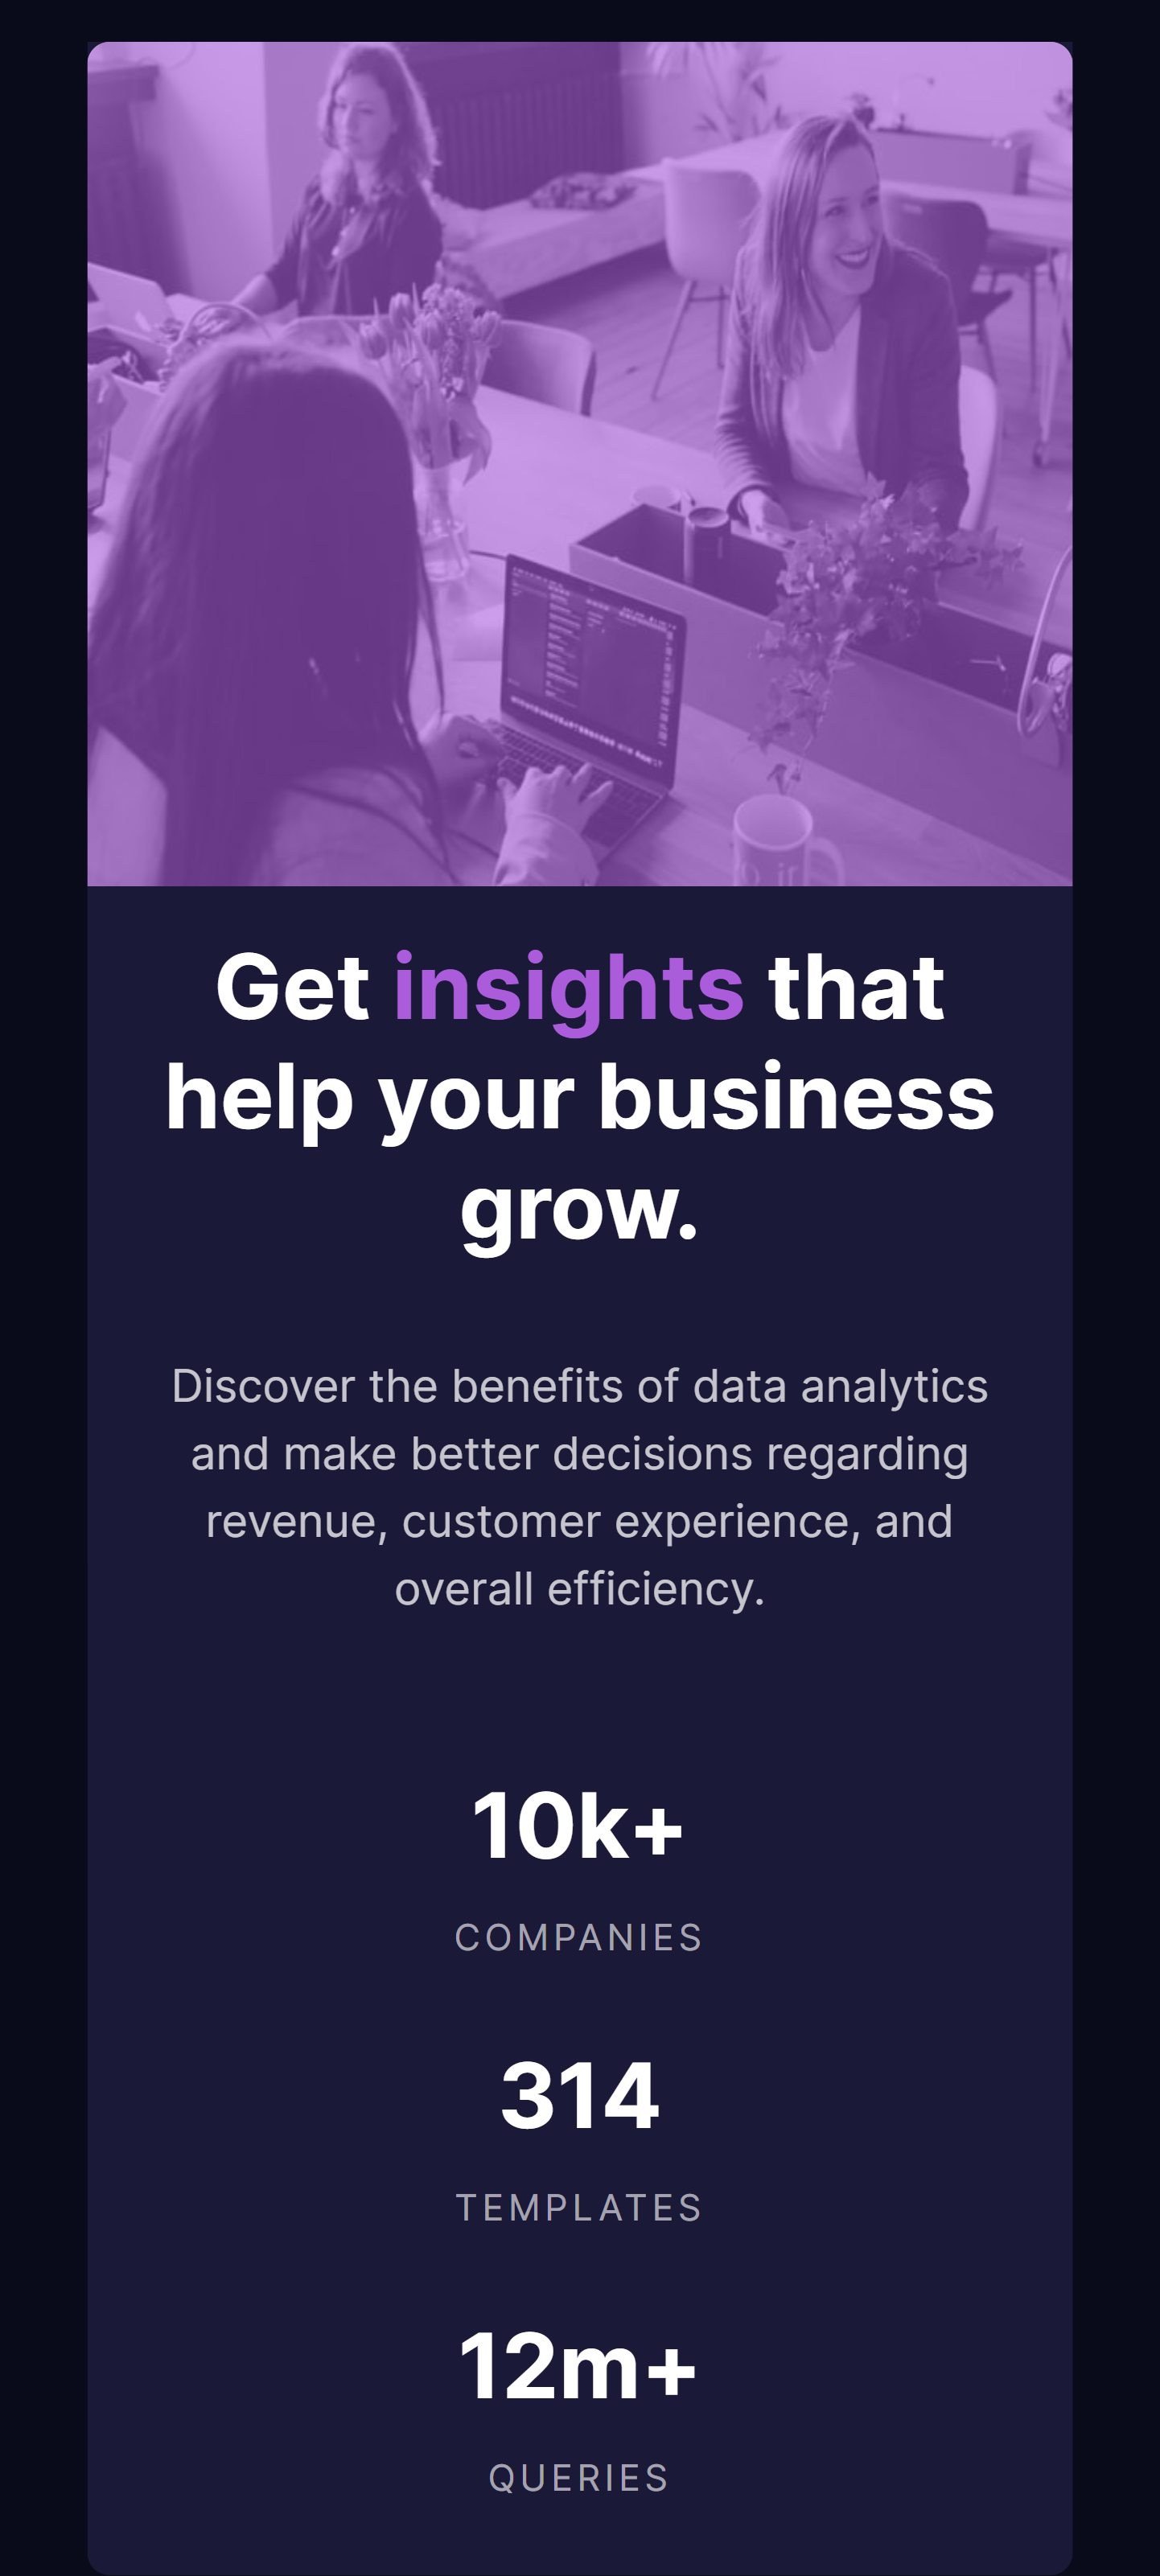 Get insights that
help your business
grow.
Discover the benefits of data analytics
and make better decisions regarding
revenue, customer experience, and
overall efficiency.
10k+
COMPANIES
314
TEMPLATES
12m+
QUERIES